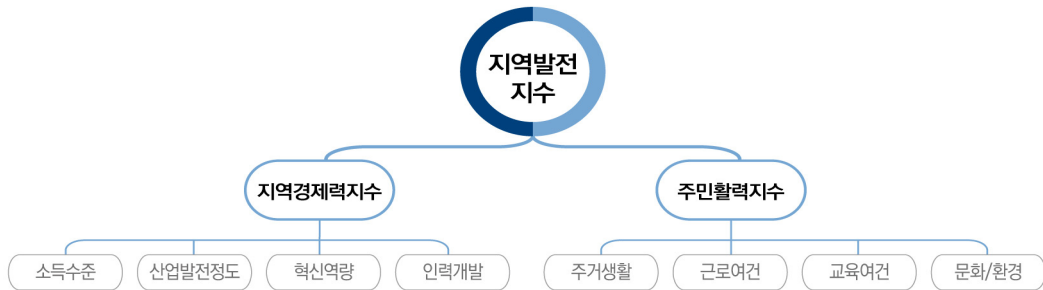 지역발전
지수
지역경제력지수
주민활력지수
소득수준
산업발전정도
혁신역량
인력개발
주거생활
근로여건
교육여건
문화/환경